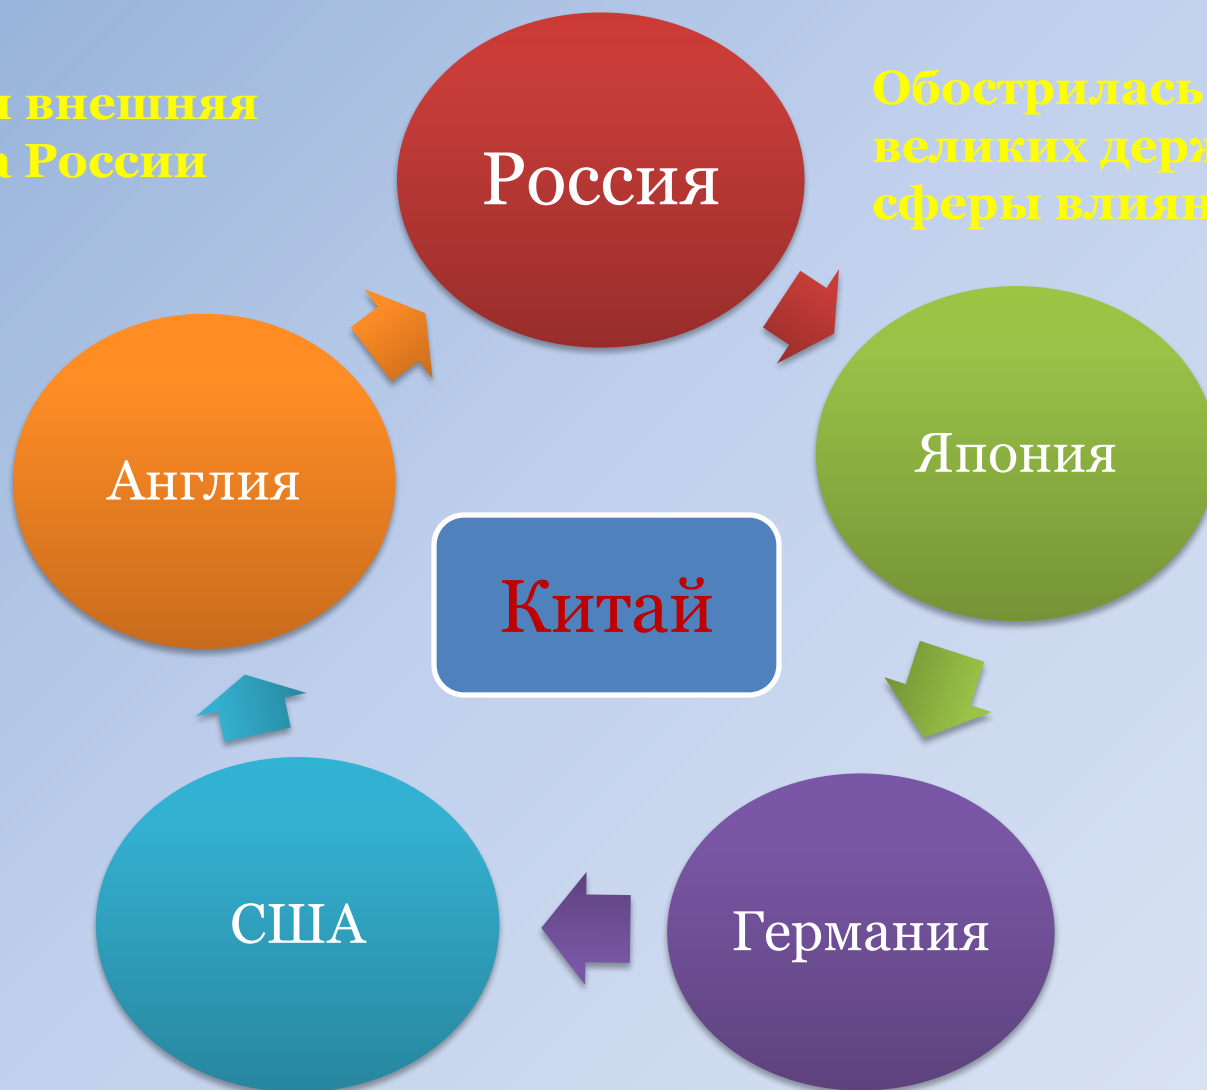 внешняя
России
Обострилась
великих
сферы
Россия
Япония
Англия
Китай
США
Германия